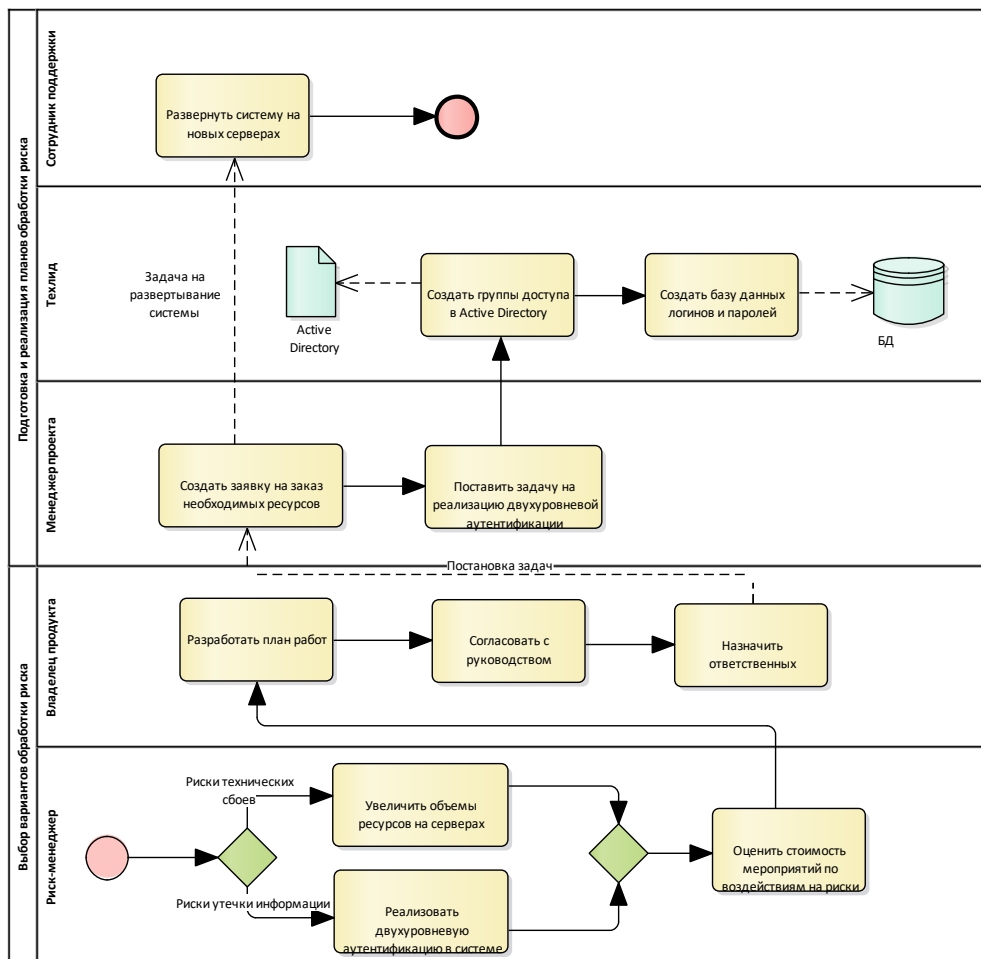 Подготовка и реализация планов обработки риска
Сотрудник поддержки
Развернуть систему на
новых серверах
Техлид
Задача на
развертывание
системы
Active
Directory
Создать группы доступа
в Active Directory
Создать базу данных
логинов и паролей
БД
Менеджер проекта
Создать заявку на заказ
необходимых ресурсов
Поставить задачу на
реализацию двухуровневой
аутентификации
Выбор вариантов обработки риска
Постановка задач
Владелец продукта
Разработать план работ
Согласовать с
руководством
Назначить
ответственных
Риск-менеджер
Риски технических
сбоев
Увеличить объемы
ресурсов на серверах
Риски утечки информации
Реализовать
двухуровневую
аутентификацию в системе
Оценить стоимость
мероприятий по
воздействиям на риски